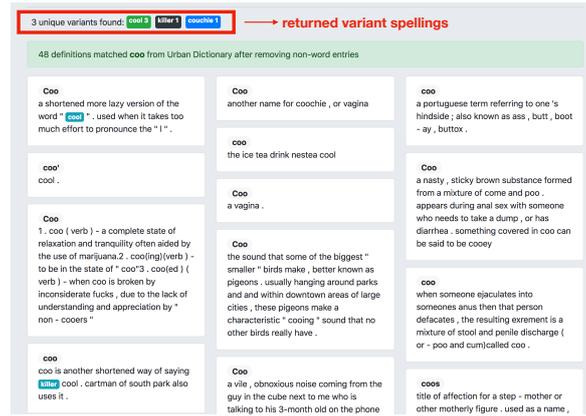 3 unique variants found: cool 3 killer 1 couchie 1
returned variant spellings
48 definitions matched coo from Urban Dictionary after removing non-word entries
Coo
a shortened more lazy version of the
word " cool " . used when it takes too
much effort to pronounce the " l " .
coo'
cool .
Coo
1 . coo ( verb ) - a complete state of
relaxation and tranquility often aided by
the use of marijuana.2 . coo(ing)(verb ) -
to be in the state of " coo"3 . coo(ed ) (
verb ) - when coo is broken by
inconsiderate fucks , due to the lack of
understanding and appreciation by "
non - cooers "
coo
coo is another shortened way of saying
killer cool . cartman of south park also
uses it .
Coo
another name for coochie , or vagina
coo
the ice tea drink nestea cool
Coo
a vagina .
Coo
the sound that some of the biggest "
smaller " birds make , better known as
pigeons . usually hanging around parks
and and within downtown areas of large
cities , these pigeons make a
characteristic " cooing " sound that no
other birds really have .
Coo
a vile , obnoxious noise coming from the
guy in the cube next to me who is
talking to his 3-month old on the phone
coo
a portuguese term referring to one 's
hindside ; also known as ass , butt , boot
- ay , buttox .
Coo
a nasty , sticky brown substance formed
from a mixture of come and poo .
appears during anal sex with someone
who needs to take a dump , or has
diarrhea . something covered in coo can
be said to be cooey
coo
when someone ejaculates into
someones anus then that person
defacates , the resulting exrement is a
mixture of stool and penile discharge (
or - poo and cum)called coo .
coos
title of affection for a step - mother or
other motherly figure . used as a name ,